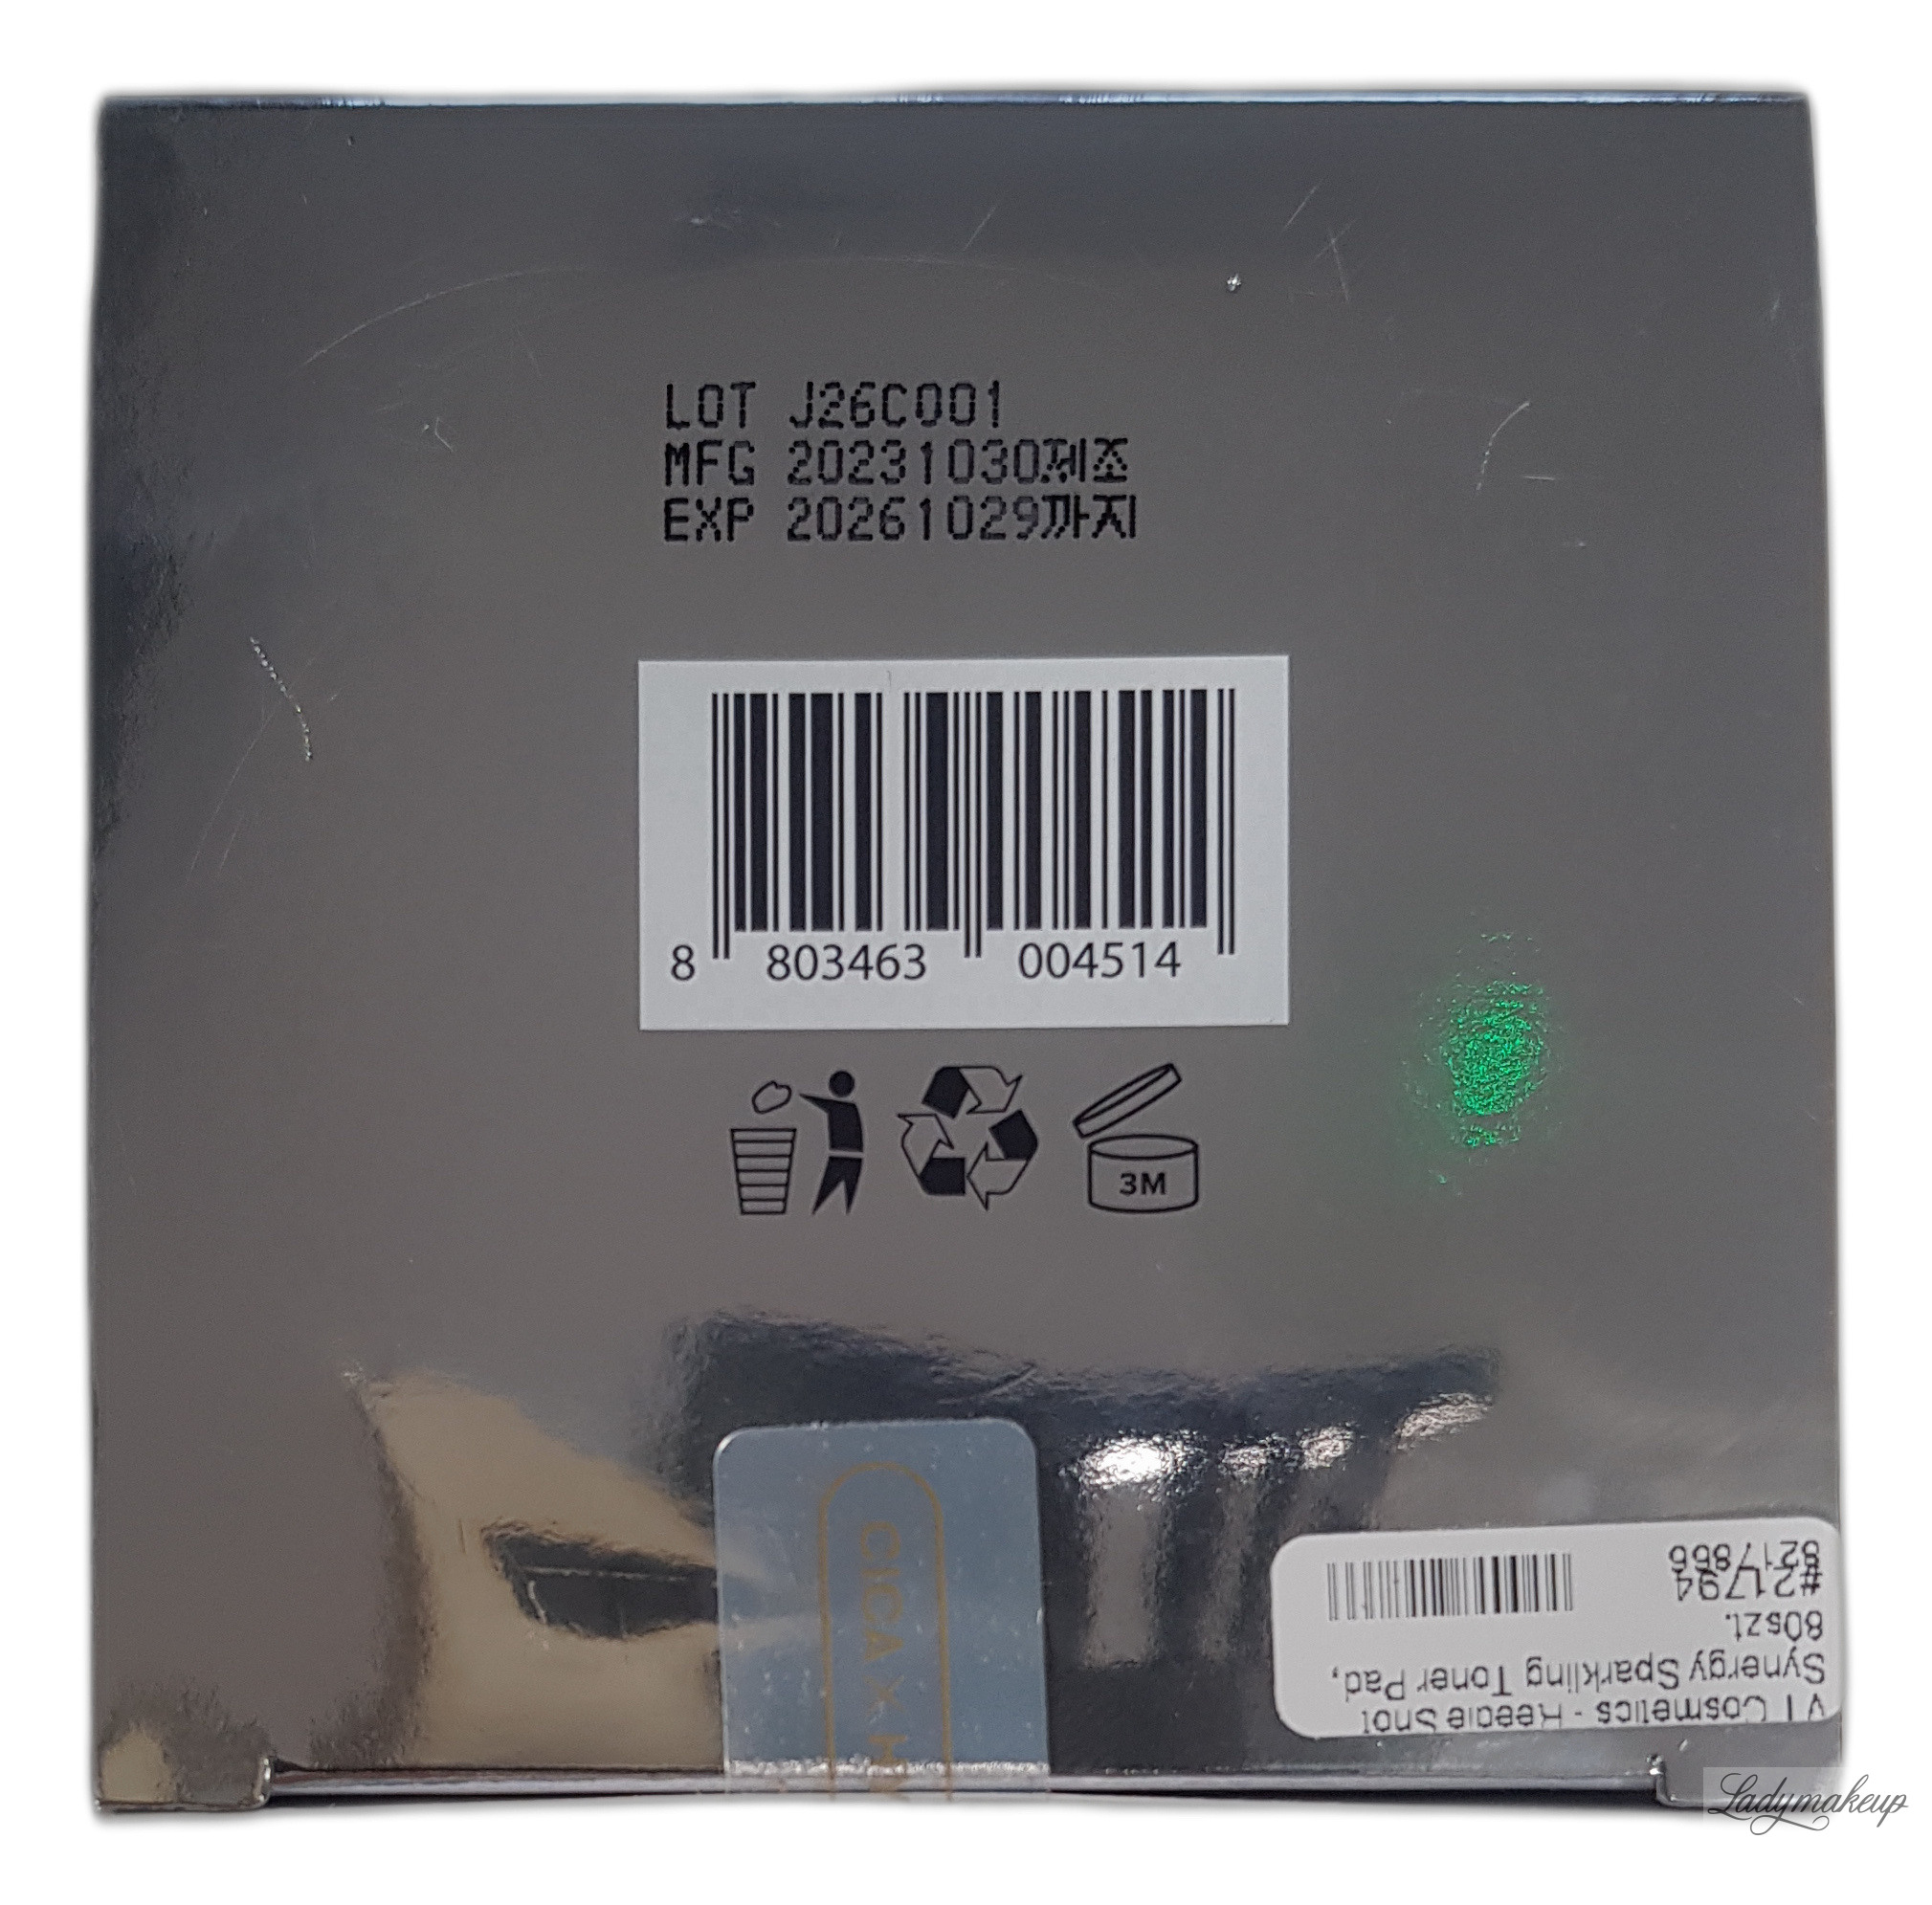 LOT J26C001
MFG 20231030제조
EXP 20261029까지
8 803463 004514
3M
CICA X
VT Cosmetics - Reedle Shot
Synergy Sparkling Toner Pad,
80szt.
#21794
Ladymakeup